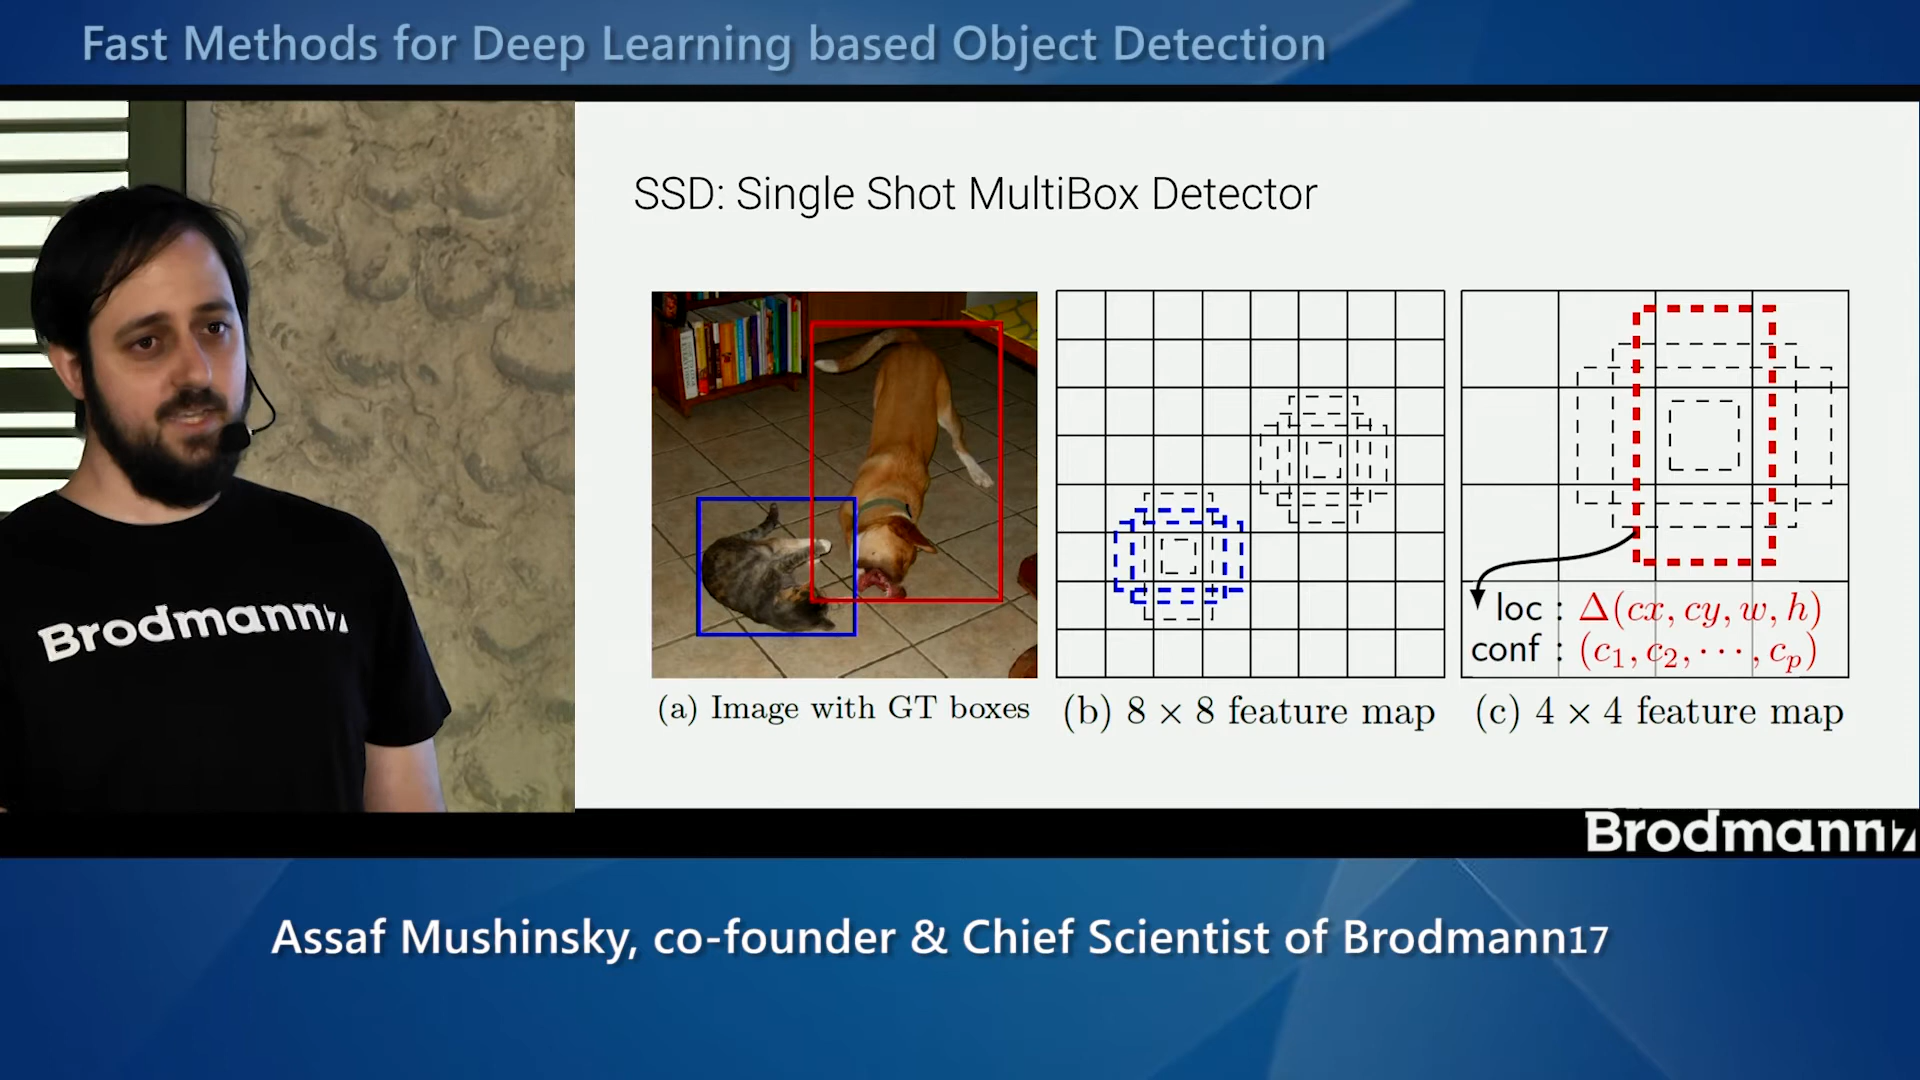 Fast Methods for Deep Learning based Object Detection
SSD: Single Shot MultiBox Detector
Brodmann17
loc : Δ(cx, cy, w, h)
conf : (c₁, c₂, ⋯, cₚ)
(a) Image with GT boxes
(b) 8 × 8 feature map
(c) 4 × 4 feature map
Brodmann17
Assaf Mushinsky, co-founder & Chief Scientist of Brodmann17